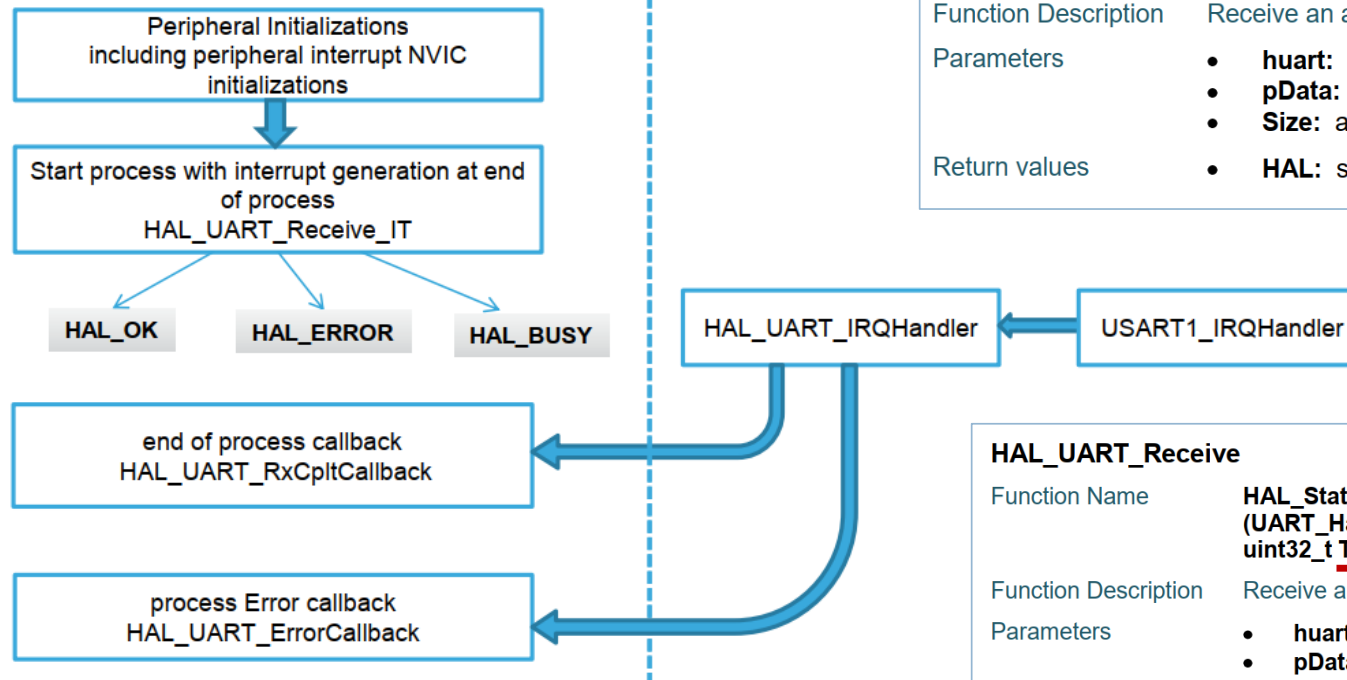 Peripheral Initializations
including peripheral interrupt NVIC
initializations
Start process with interrupt generation at end
of process
HAL_UART_Receive_IT
HAL_OK
HAL_ERROR
HAL_BUSY
end of process callback
HAL_UART_RxCpltCallback
process Error callback
HAL_UART_ErrorCallback
HAL_UART_IRQHandler
USART1_IRQHandler
Function Description Receive an a
Parameters
• huart:
• pData:
• Size: a
Return values
• HAL: s
HAL_UART_Receive
Function Name HAL_Stat
(UART_Ha
uint32_t T
Function Description Receive a
Parameters
• huart
• pData